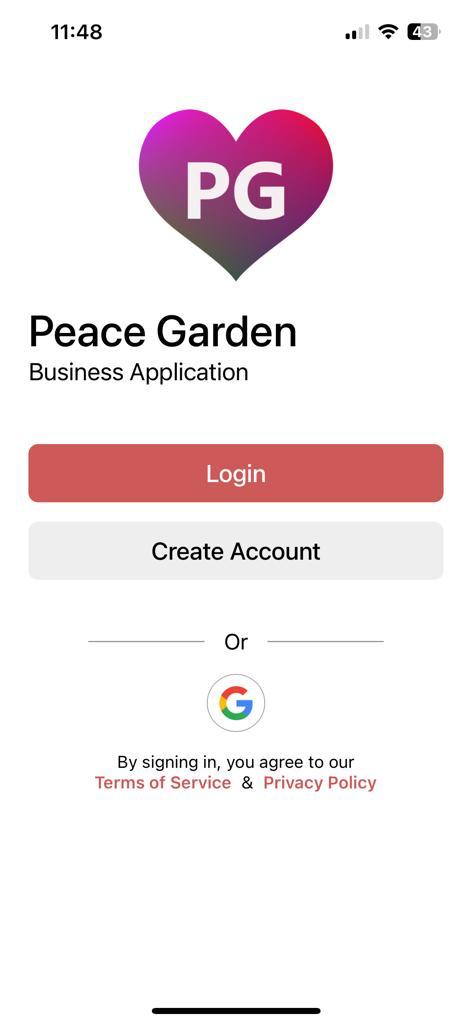 11:48
43
PG
Peace Garden
Business Application
Login
Create Account
Or
By signing in, you agree to our
Terms of Service & Privacy Policy